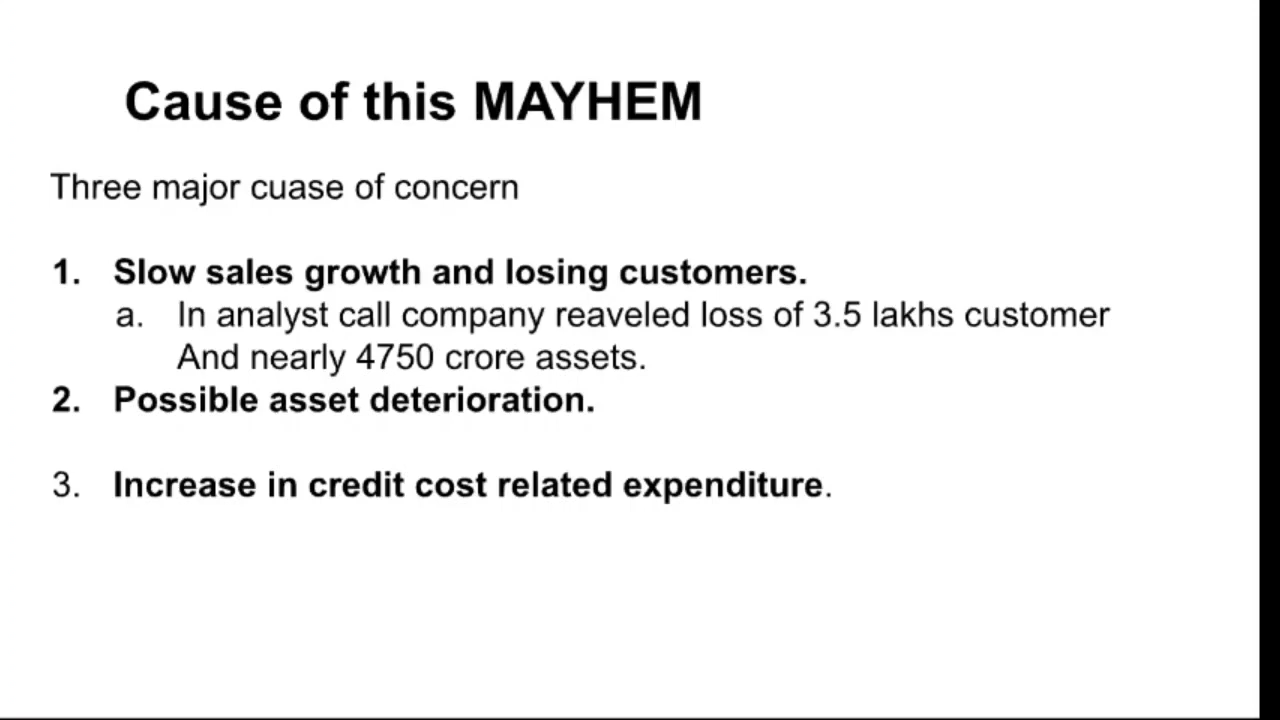 Cause of this MAYHEM
Three major cuase of concern
1. Slow sales growth and losing customers.
a. In analyst call company reaveled loss of 3.5 lakhs customer
And nearly 4750 crore assets.
2. Possible asset deterioration.
3. Increase in credit cost related expenditure.